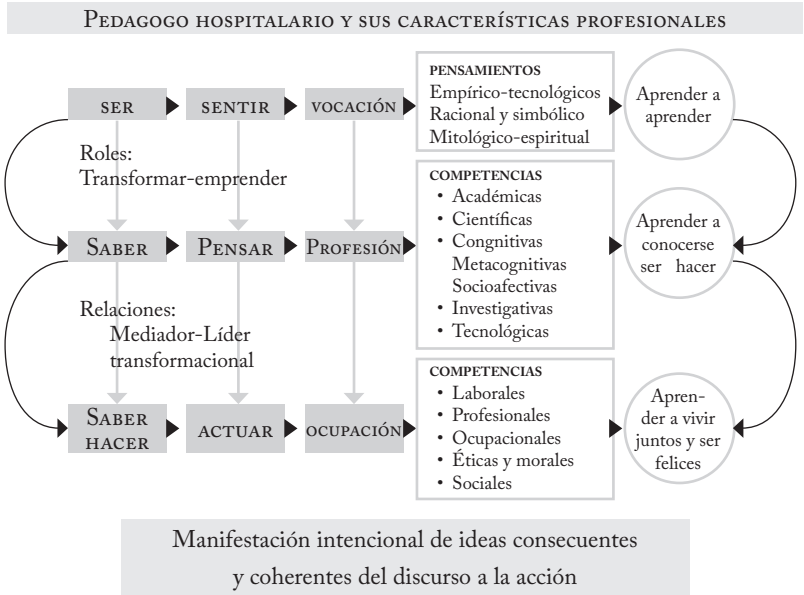 PEDAGOGO HOSPITALARIO Y SUS CARACTERÍSTICAS PROFESIONALES
SER
SENTIR
VOCACIÓN
PENSAMIENTOS
Empírico-tecnológicos
Racional y simbólico
Mitológico-espiritual
Aprender a
aprender
Roles:
Transformar-emprender
SABER
PENSAR
PROFESIÓN
COMPETENCIAS
• Académicas
• Científicas
• Congnitivas
Metacognitivas
Socioafectivas
• Investigativas
• Tecnológicas
Aprender a
conocerse
ser hacer
Relaciones:
Mediador-Líder
transformacional
SABER
HACER
ACTUAR
OCUPACIÓN
COMPETENCIAS
• Laborales
• Profesionales
• Ocupacionales
• Éticas y morales
• Sociales
Apren-
der a vivir
juntos y ser
felices
Manifestación intencional de ideas consecuentes
y coherentes del discurso a la acción